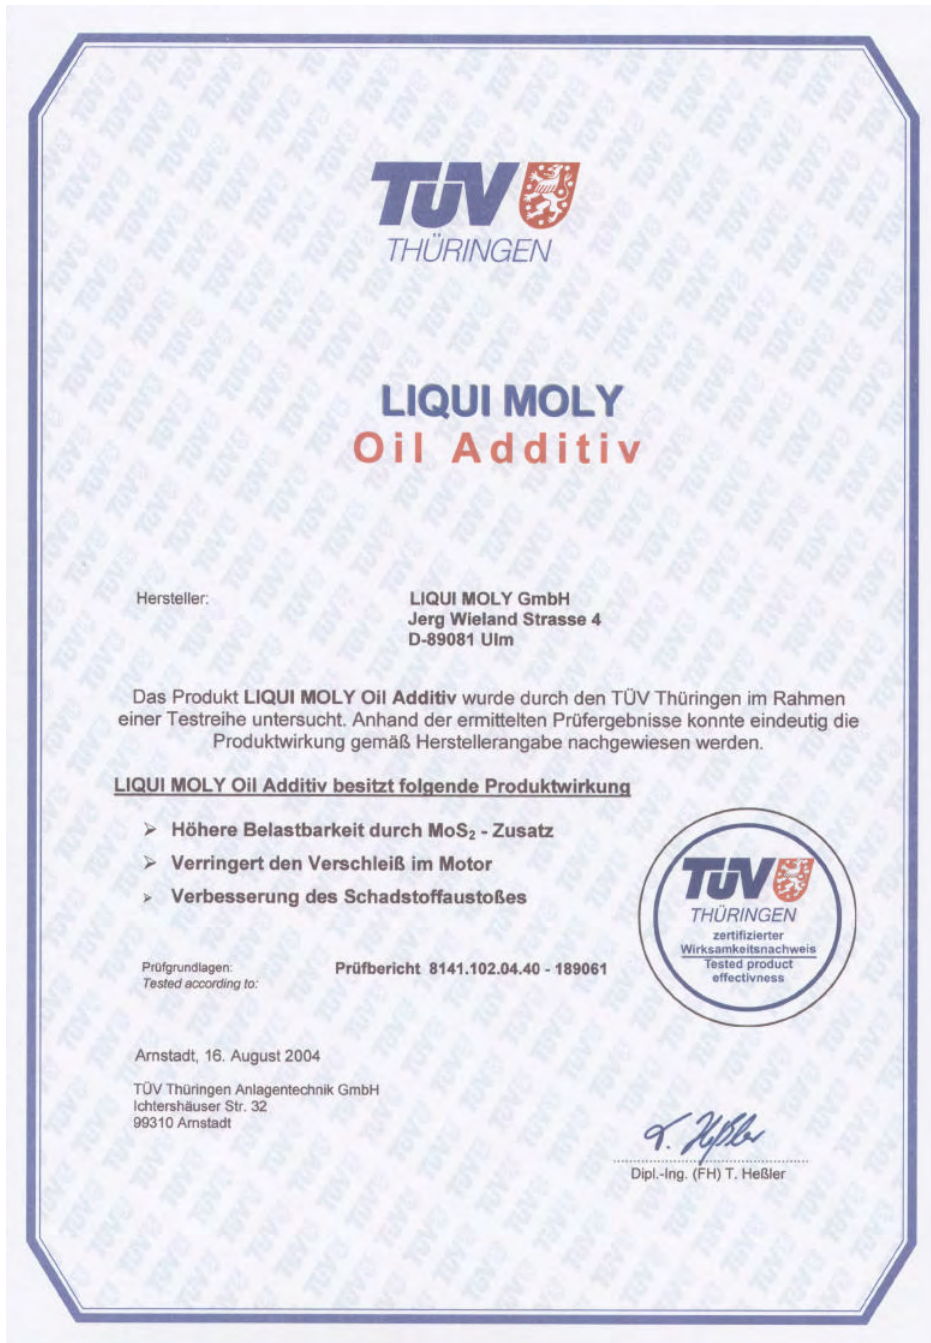 TÜV
THÜRINGEN
LIQUI MOLY
Oil Additiv
Hersteller:
LIQUI MOLY GmbH
Jerg Wieland Strasse 4
D-89081 Ulm
Das Produkt LIQUI MOLY Oil Additiv wurde durch den TÜV Thüringen im Rahmen
einer Testreihe untersucht. Anhand der ermittelten Prüfergebnisse konnte eindeutig die
Produktwirkung gemäß Herstellerangabe nachgewiesen werden.
LIQUI MOLY Oil Additiv besitzt folgende Produktwirkung
➢ Höhere Belastbarkeit durch MoS₂ - Zusatz
➢ Verringert den Verschleiß im Motor
➢ Verbesserung des Schadstoffaustoßes
TÜV
THÜRINGEN
zertifizierter
Wirksamkeitsnachweis
Tested product
effectivness
Prüfgrundlagen: Prüfbericht 8141.102.04.40 - 189061
Tested according to:
Arnstadt, 16. August 2004
TÜV Thüringen Anlagentechnik GmbH
Ichtershäuser Str. 32
99310 Arnstadt
T. Heßler
Dipl.-Ing. (FH) T. Heßler